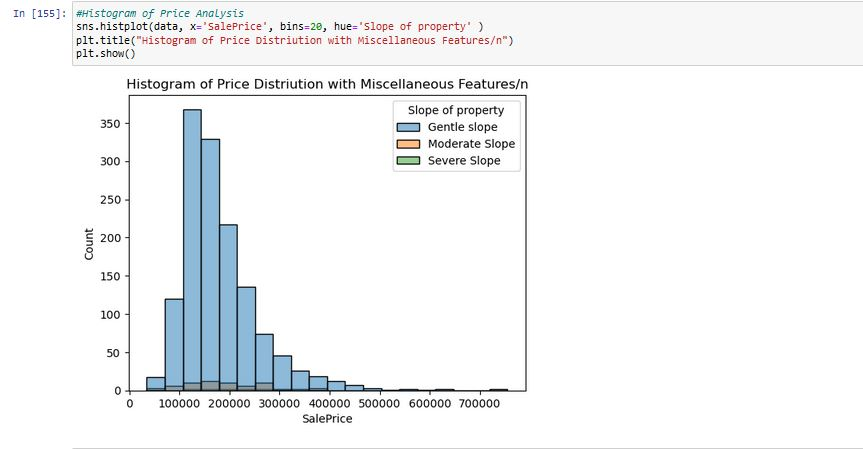 In [155]: #Histogram of Price Analysis
sns.histplot(data, x='SalePrice', bins=20, hue='Slope of property' )
plt.title("Histogram of Price Distriution with Miscellaneous Features/n")
plt.show()
Histogram of Price Distriution with Miscellaneous Features/n
Slope of property
Gentle slope
Moderate Slope
Severe Slope
350
300
250
200
150
100
50
0
Count
0 100000 200000 300000 400000 500000 600000 700000
SalePrice